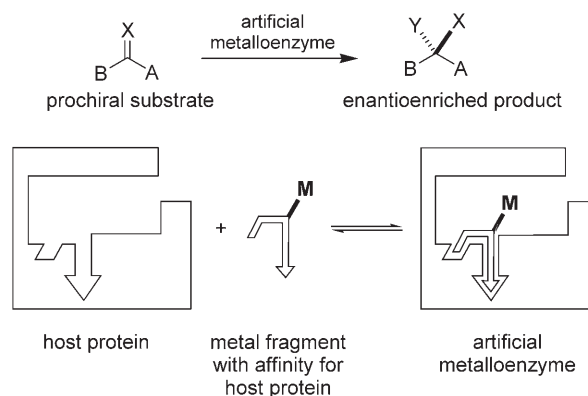 X
B
A
artificial
metalloenzyme
Y
X
B
A
prochiral substrate
enantioenriched product
M
+
M
host protein
metal fragment
with affinity for
host protein
artificial
metalloenzyme